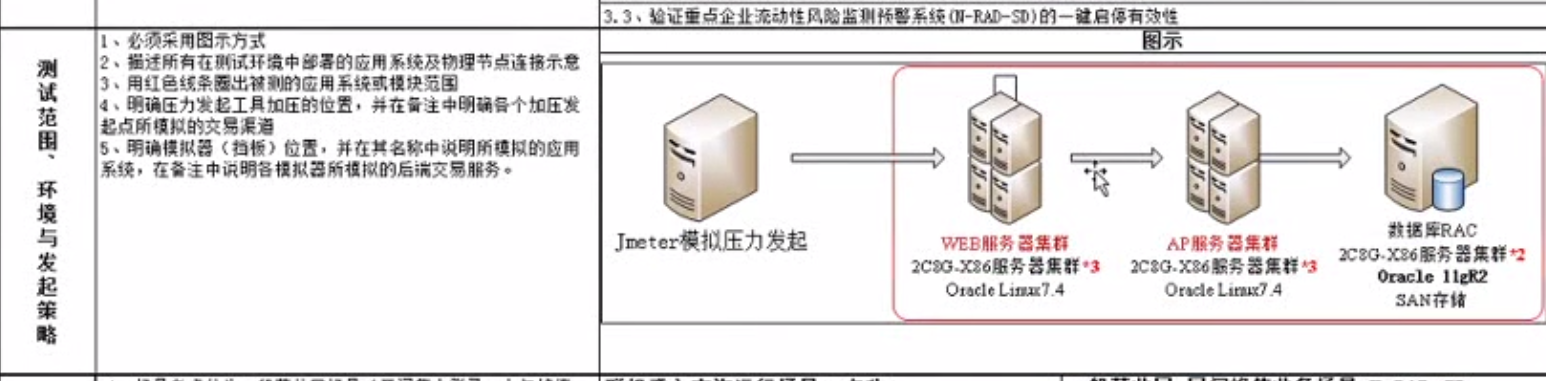 3.3、验证重点企业流动性风险监测预警系统(N-RAD-SD)的一键启停有效性
测试范围、环境与发起策略
1、必须采用图示方式
2、描述所有在测试环境中部署的应用系统及物理节点连接示意
3、用红色线条圈出被测的应用系统或模块范围
4、明确压力发起工具加压的位置，并在备注中明确各个加压发
起点所模拟的交易渠道
5、明确模拟器（挡板）位置，并在其名称中说明所模拟的应用
系统，在备注中说明各模拟器所模拟的后端交易服务。
图示
Jmeter模拟压力发起
WEB服务器集群
2C8G-X86服务器集群*3
Oracle Linux7.4
AP服务器集群
2C8G-X86服务器集群*3
Oracle Linux7.4
数据库RAC
2C8G-X86服务器集群*2
Oracle 11gR2
SAN存储